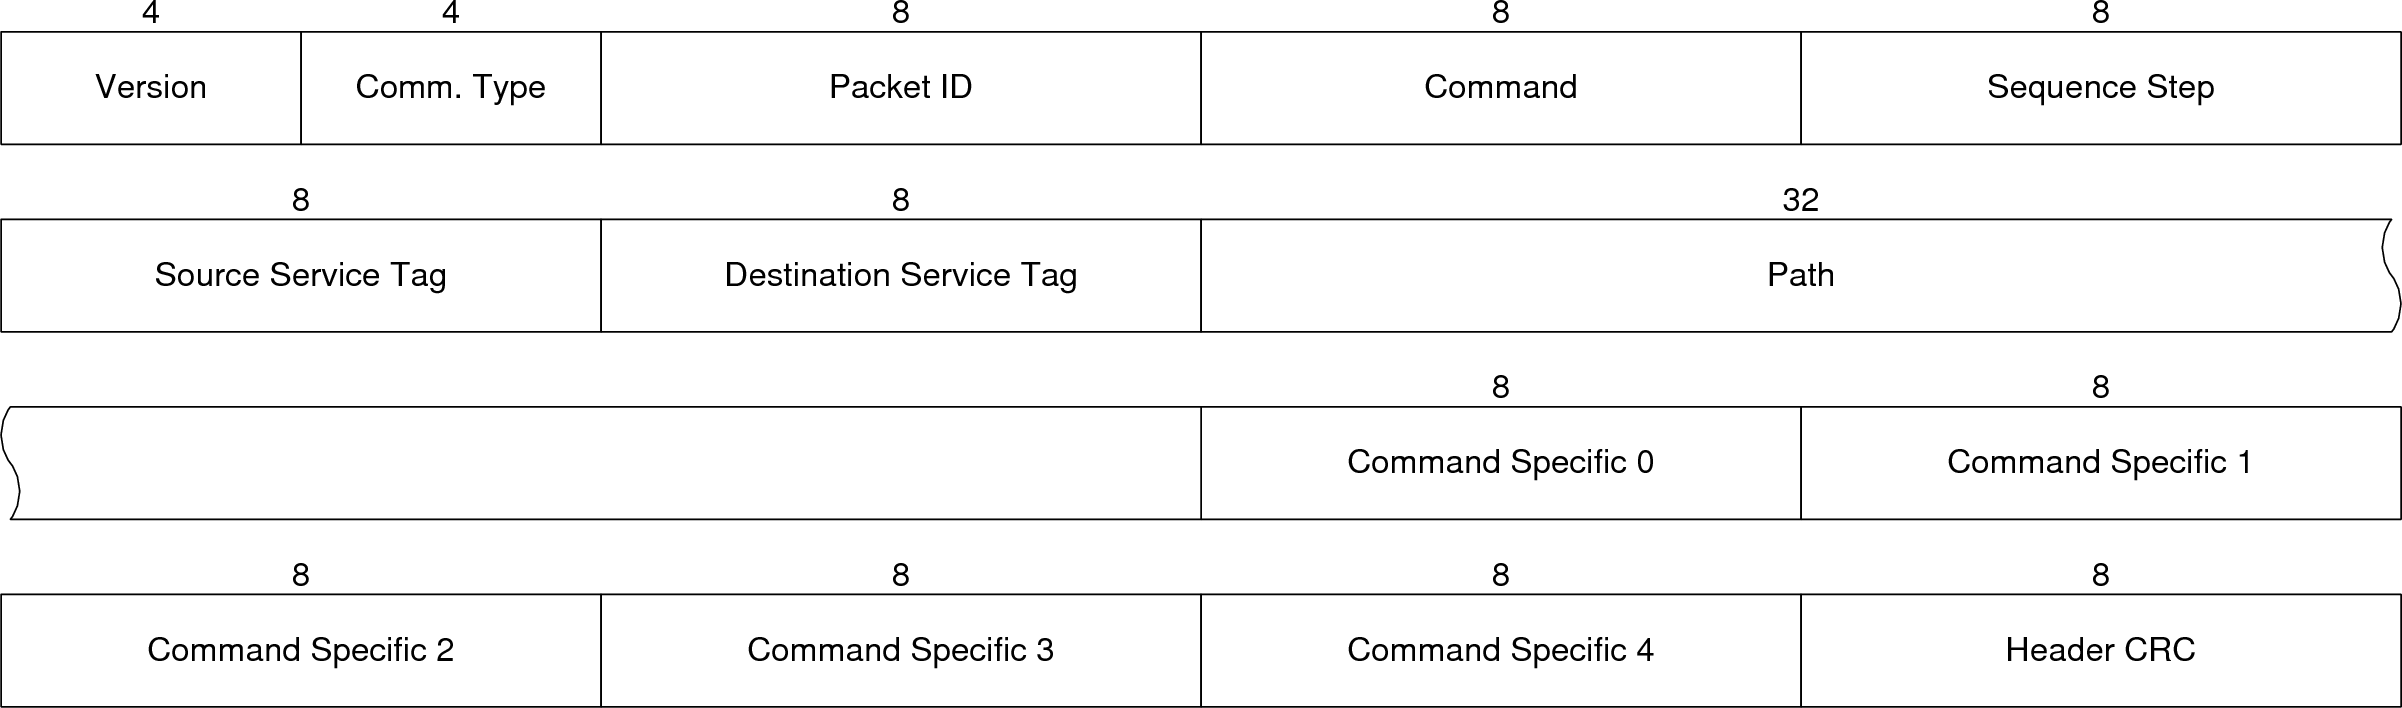 4 4 8 8 8
Version Comm. Type Packet ID Command Sequence Step
8 8 32
Source Service Tag Destination Service Tag Path
8 8
Command Specific 0 Command Specific 1
8 8 8 8
Command Specific 2 Command Specific 3 Command Specific 4 Header CRC